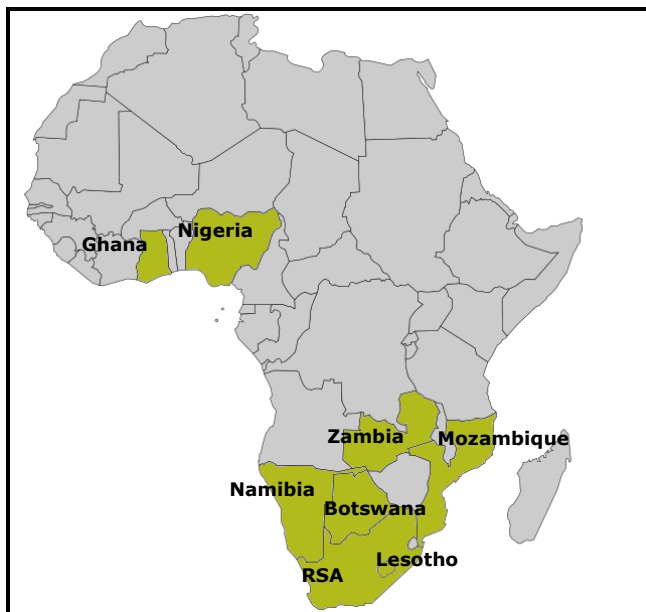 Nigeria
Ghana
Zambia
Mozambique
Namibia
Botswana
Lesotho
RSA